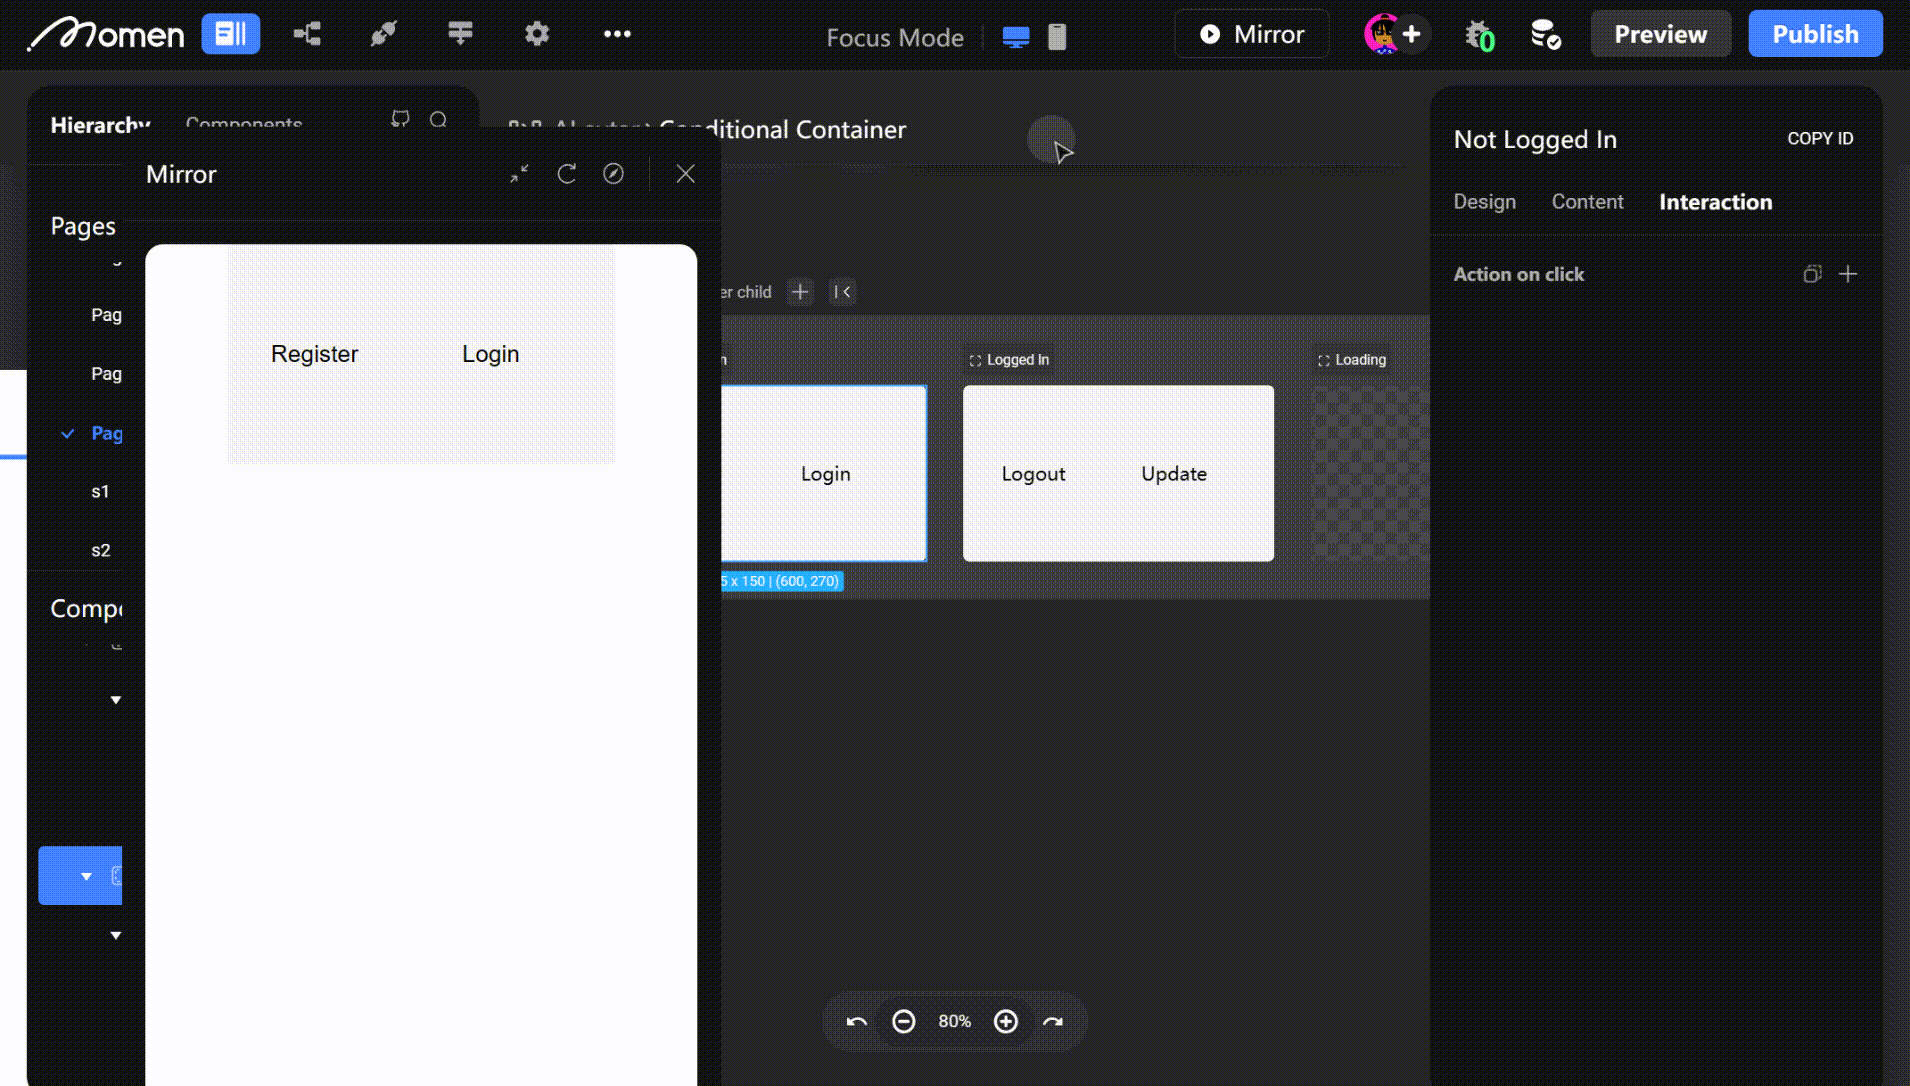 Momen
Focus Mode
Mirror
0
Preview
Publish
Hierarchy
Components
Conditional Container
Mirror
Pages
Pag
Pag
Pag
s1
s2
Compo
Register
Login
er child
n
Logged In
Loading
Login
Logout
Update
5 x 150 | (600, 270)
80%
Not Logged In
COPY ID
Design
Content
Interaction
Action on click